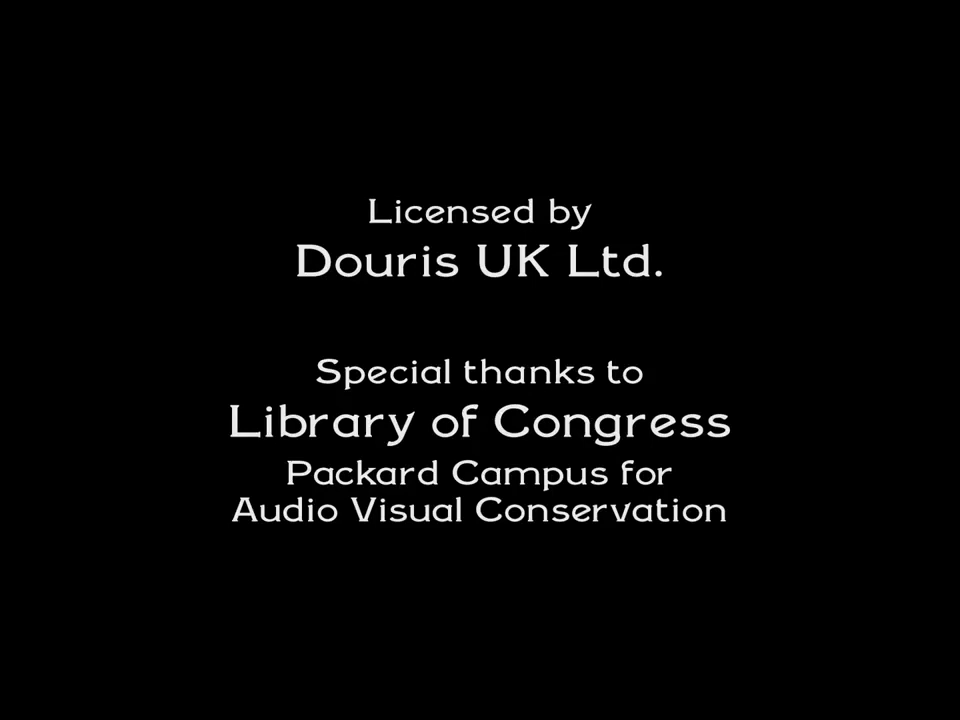 Licensed by
Douris UK Ltd.
Special thanks to
Library of Congress
Packard Campus for
Audio Visual Conservation